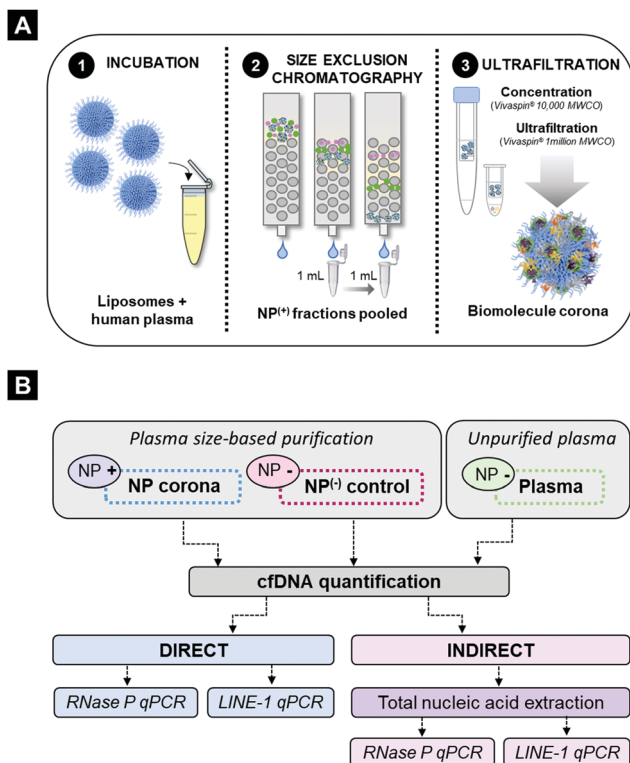 A
1 INCUBATION
Liposomes +
human plasma
2 SIZE EXCLUSION
CHROMATOGRAPHY
1 mL 1 mL
NP(+) fractions pooled
3 ULTRAFILTRATION
Concentration
(Vivaspin® 10,000 MWCO)
Ultrafiltration
(Vivaspin® 1million MWCO)
Biomolecule corona
B
Plasma size-based purification
NP +
NP corona
NP -
NP(-) control
Unpurified plasma
NP -
Plasma
cfDNA quantification
DIRECT
RNase P qPCR
LINE-1 qPCR
INDIRECT
Total nucleic acid extraction
RNase P qPCR
LINE-1 qPCR